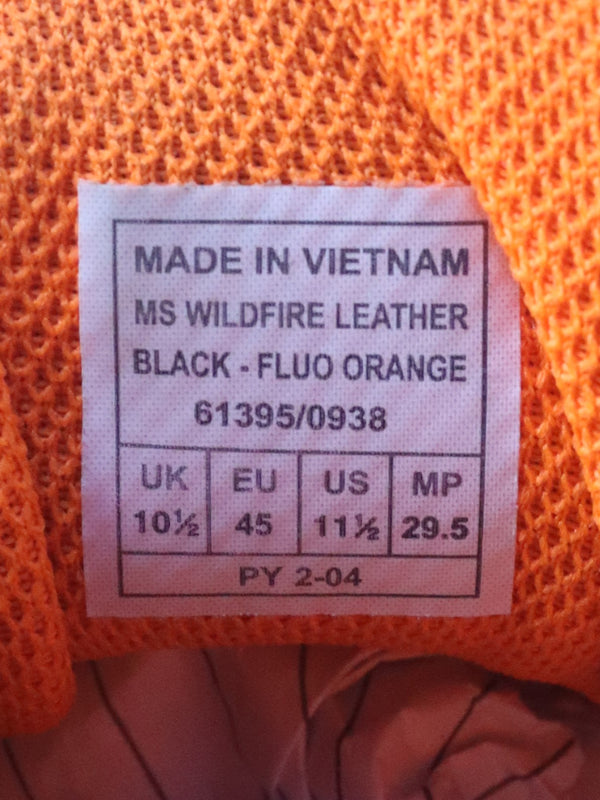 MADE IN VIETNAM
MS WILDFIRE LEATHER
BLACK - FLUO ORANGE
61395/0938
UK EU US MP
10½ 45 11½ 29.5
PY 2-04